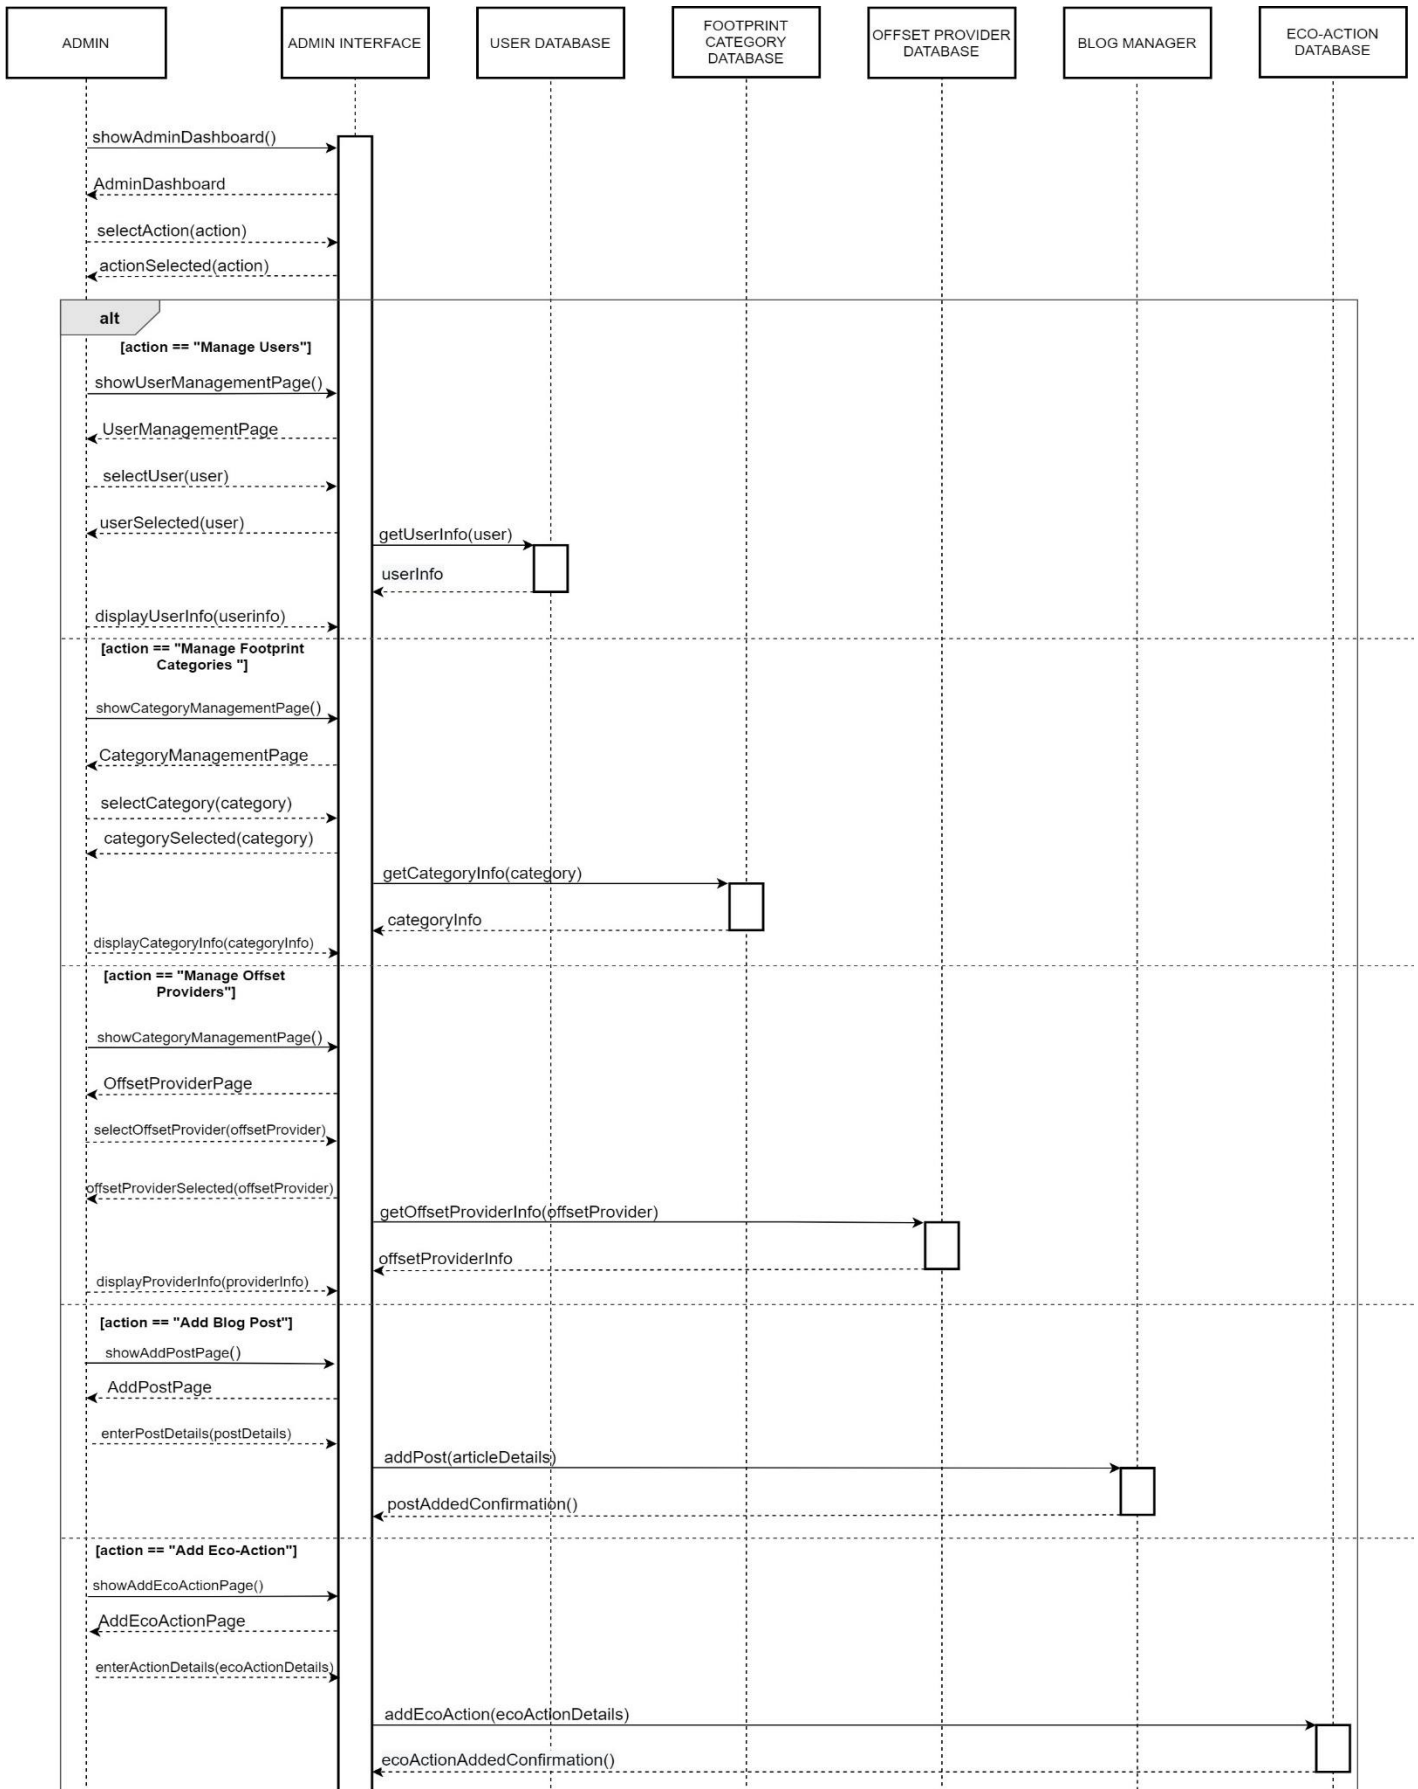 ADMIN
ADMIN INTERFACE
USER DATABASE
FOOTPRINT
CATEGORY
DATABASE
OFFSET PROVIDER
DATABASE
BLOG MANAGER
ECO-ACTION
DATABASE
showAdminDashboard()
AdminDashboard
selectAction(action)
actionSelected(action)
alt
[action == "Manage Users"]
showUserManagementPage()
UserManagementPage
selectUser(user)
userSelected(user)
getUserInfo(user)
userInfo
displayUserInfo(userinfo)
[action == "Manage Footprint
Categories "]
showCategoryManagementPage()
CategoryManagementPage
selectCategory(category)
categorySelected(category)
getCategoryInfo(category)
categoryInfo
displayCategoryInfo(categoryInfo)
[action == "Manage Offset
Providers"]
showCategoryManagementPage()
OffsetProviderPage
selectOffsetProvider(offsetProvider)
offsetProviderSelected(offsetProvider)
getOffsetProviderInfo(offsetProvider)
offsetProviderInfo
displayProviderInfo(providerInfo)
[action == "Add Blog Post"]
showAddPostPage()
AddPostPage
enterPostDetails(postDetails)
addPost(articleDetails)
postAddedConfirmation()
[action == "Add Eco-Action"]
showAddEcoActionPage()
AddEcoActionPage
enterActionDetails(ecoActionDetails)
addEcoAction(ecoActionDetails)
ecoActionAddedConfirmation()